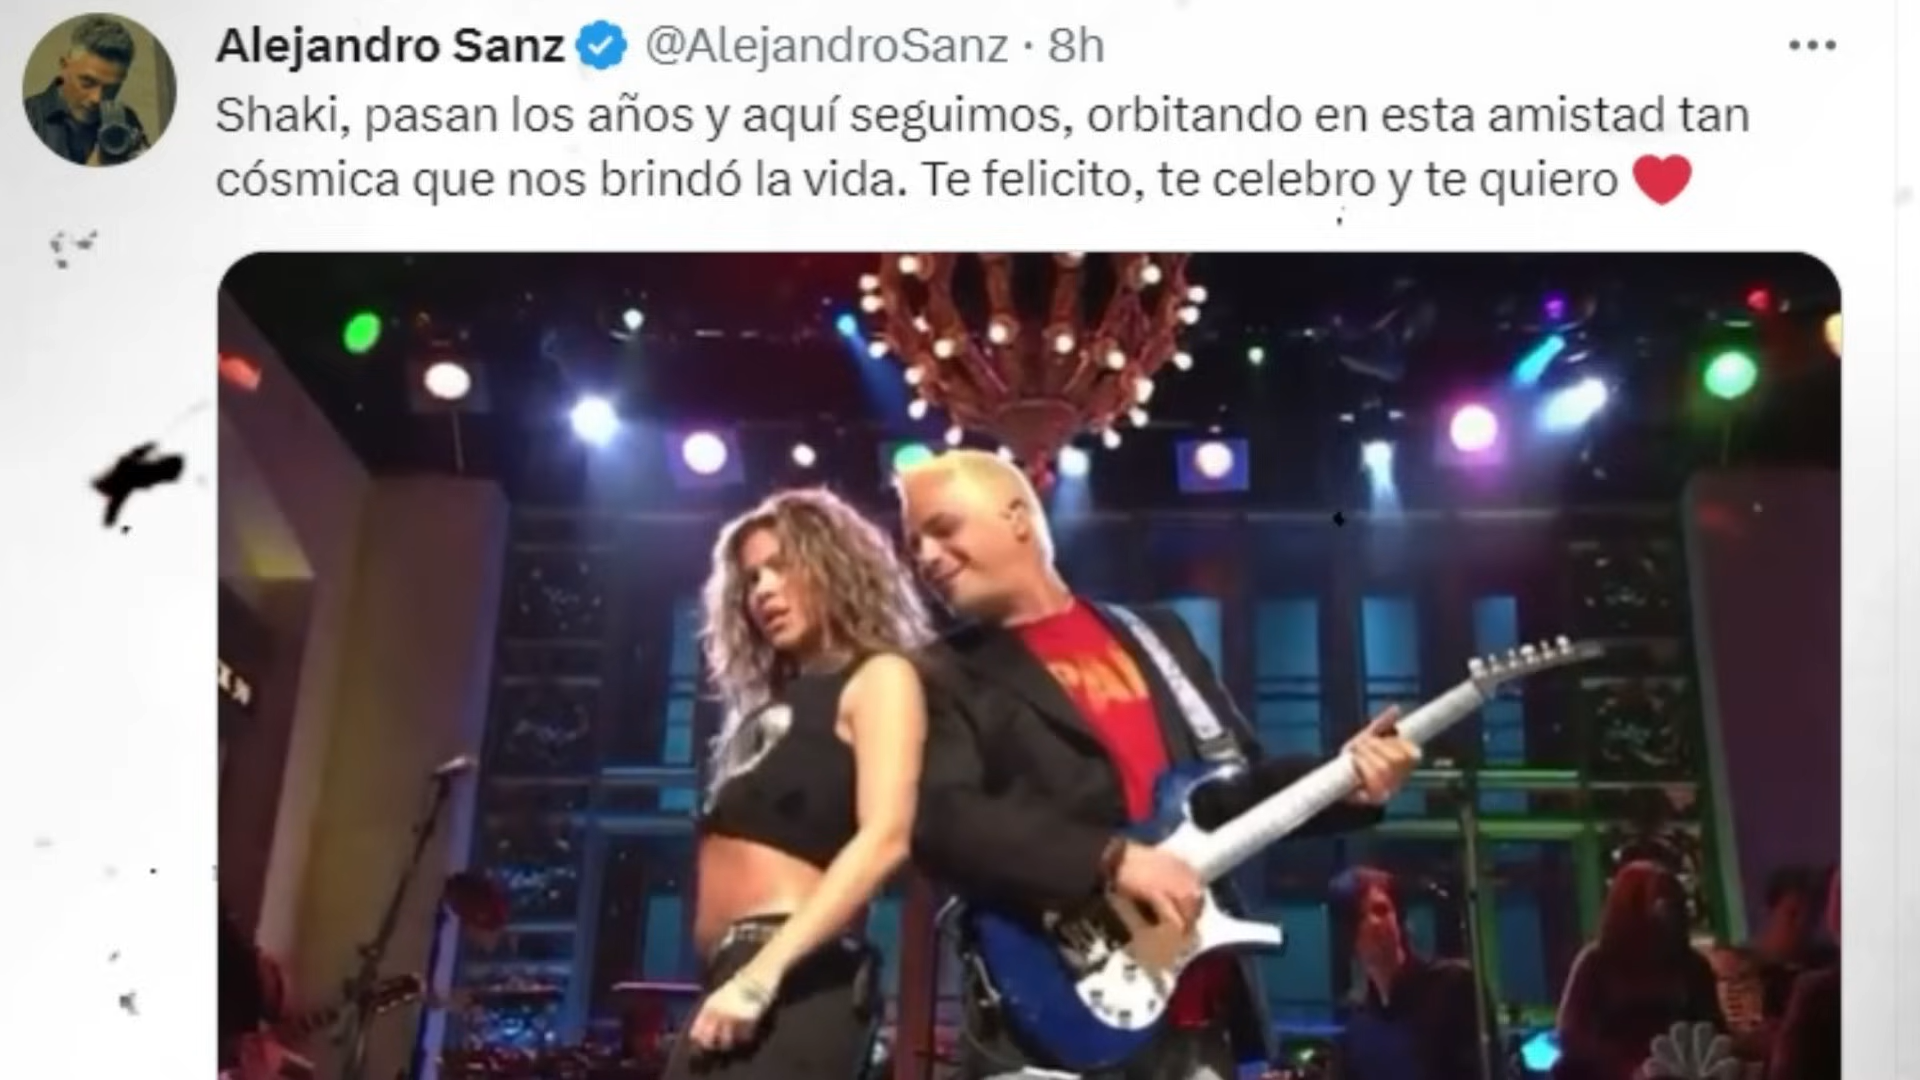 Alejandro Sanz @AlejandroSanz · 8h
Shaki, pasan los años y aquí seguimos, orbitando en esta amistad tan
cósmica que nos brindó la vida. Te felicito, te celebro y te quiero ❤️